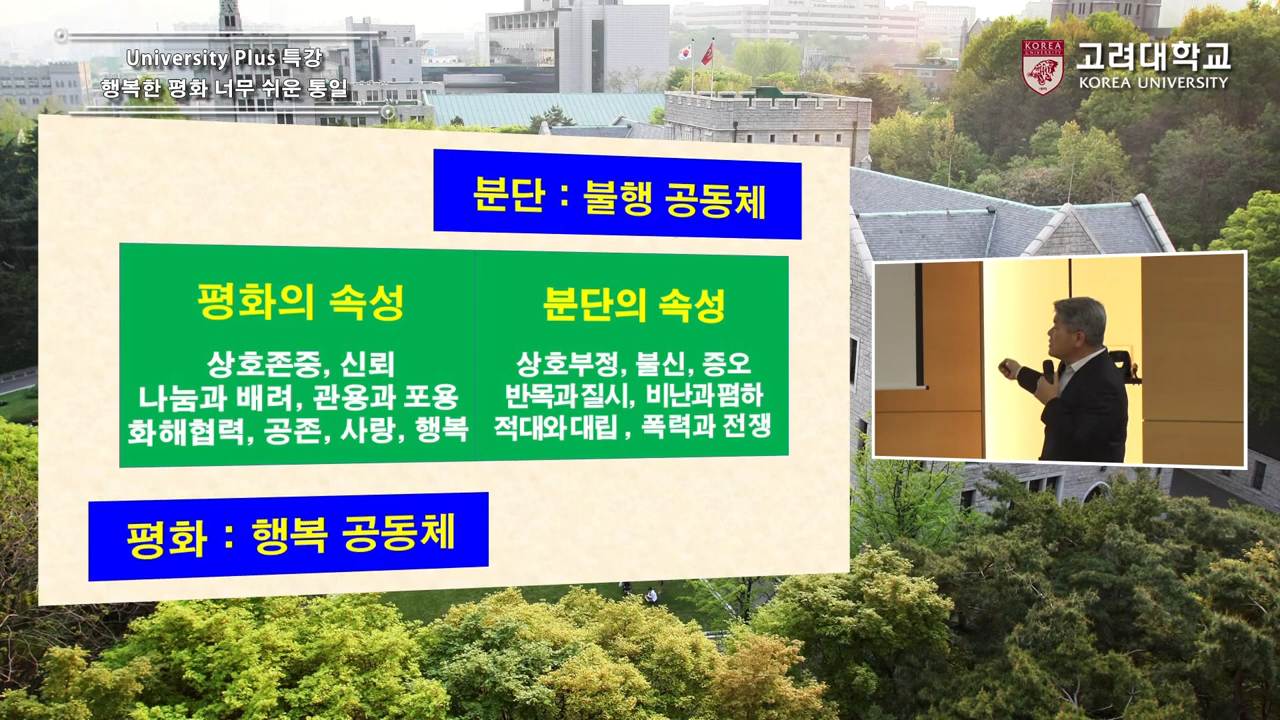 University Plus 특강
행복한 평화 너무 쉬운 통일
KOREA
UNIVERSITY
고려대학교
KOREA UNIVERSITY
분단 : 불행 공동체
평화의 속성
상호존중, 신뢰
나눔과 배려, 관용과 포용
화해협력, 공존, 사랑, 행복
분단의 속성
상호부정, 불신, 증오
반목과질시, 비난과폄하
적대와대립 , 폭력과 전쟁
평화 : 행복 공동체